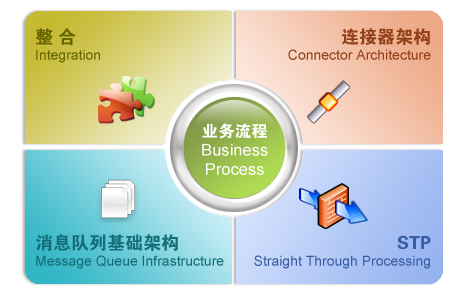 整 合
Integration
连接器架构
Connector Architecture
业务流程
Business
Process
消息队列基础架构
Message Queue Infrastructure
STP
Straight Through Processing